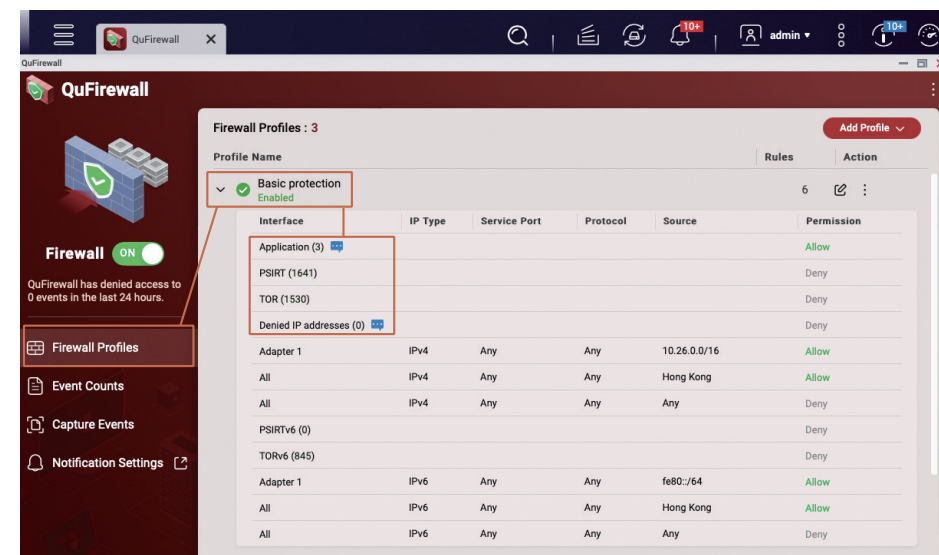 QuFirewall
10+
admin
10+
QuFirewall
QuFirewall
Firewall Profiles : 3
Add Profile
Profile Name Rules Action
Basic protection 6
Enabled
Interface IP Type Service Port Protocol Source Permission
Application (3) Allow
PSIRT (1641) Deny
TOR (1530) Deny
Denied IP addresses (0) Deny
Adapter 1 IPv4 Any Any 10.26.0.0/16 Allow
All IPv4 Any Any Hong Kong Allow
All IPv4 Any Any Any Deny
PSIRTv6 (0) Deny
TORv6 (845) Deny
Adapter 1 IPv6 Any Any fe80::/64 Allow
All IPv6 Any Any Hong Kong Allow
All IPv6 Any Any Any Deny
Firewall ON
QuFirewall has denied access to
0 events in the last 24 hours.
Firewall Profiles
Event Counts
Capture Events
Notification Settings